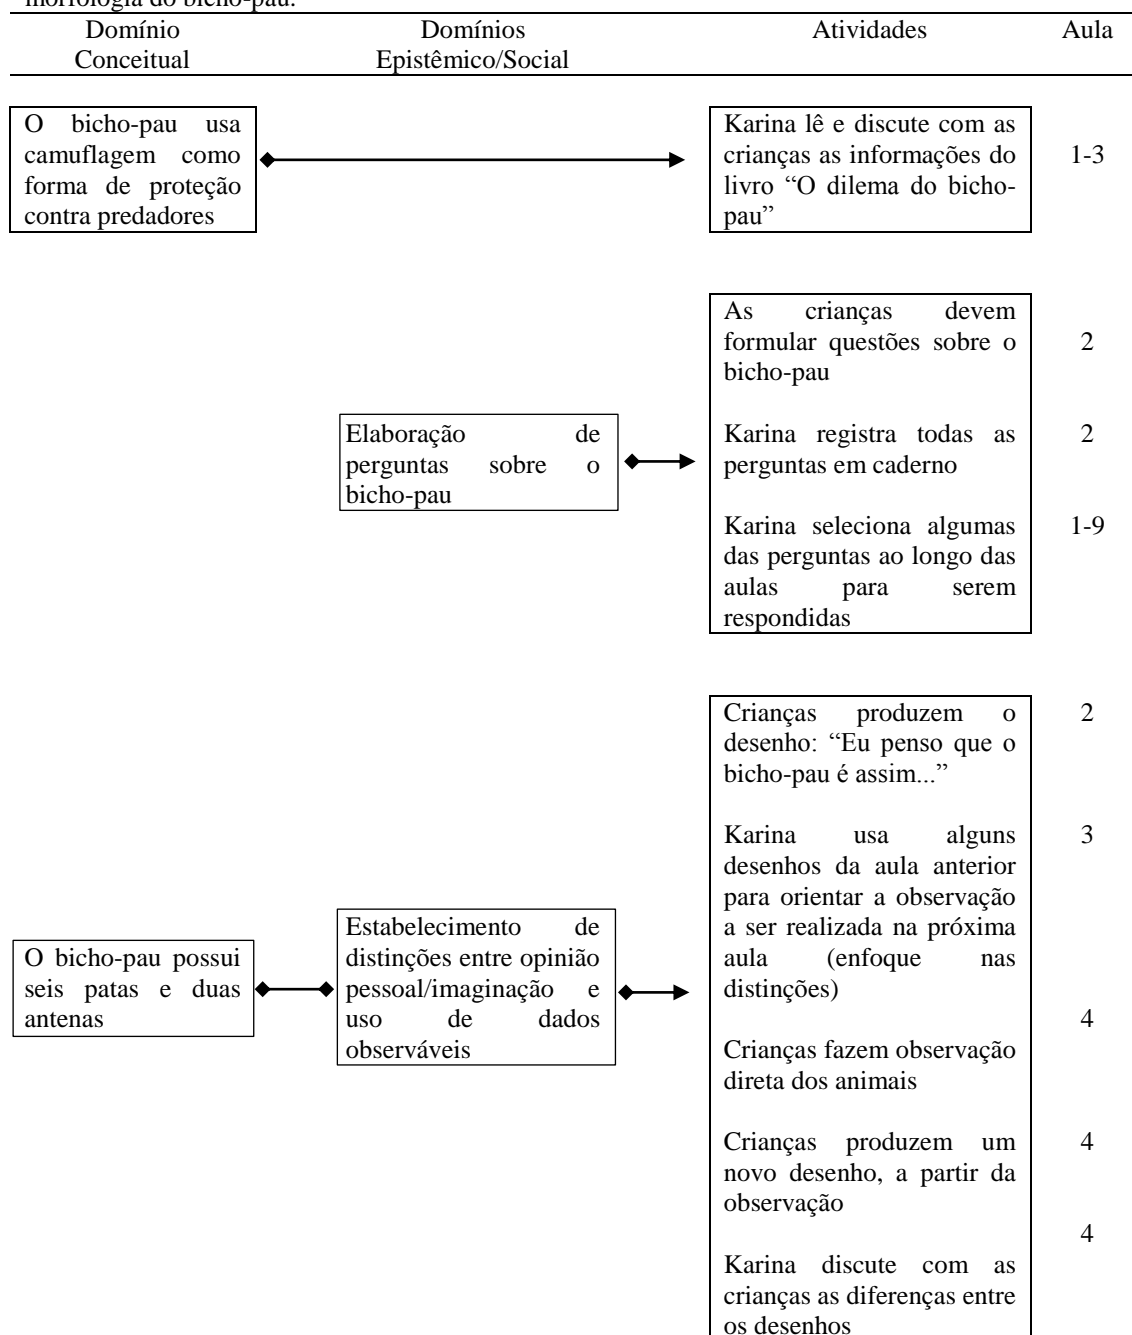 morfologia do bicho-pau.
Domínio Conceitual
Domínios Epistêmico/Social
Atividades
Aula
O bicho-pau usa
camuflagem como
forma de proteção
contra predadores
Karina lê e discute com as
crianças as informações do
livro “O dilema do bicho-
pau”
1-3
As crianças devem
formular questões sobre o
bicho-pau
2
Elaboração de
perguntas sobre o
bicho-pau
Karina registra todas as
perguntas em caderno
2
Karina seleciona algumas
das perguntas ao longo das
aulas para serem
respondidas
1-9
Crianças produzem o
desenho: “Eu penso que o
bicho-pau é assim...”
2
Karina usa alguns
desenhos da aula anterior
para orientar a observação
a ser realizada na próxima
aula (enfoque nas
distinções)
3
O bicho-pau possui
seis patas e duas
antenas
Estabelecimento de
distinções entre opinião
pessoal/imaginação e
uso de dados
observáveis
Crianças fazem observação
direta dos animais
4
Crianças produzem um
novo desenho, a partir da
observação
4
Karina discute com as
crianças as diferenças entre
os desenhos
4